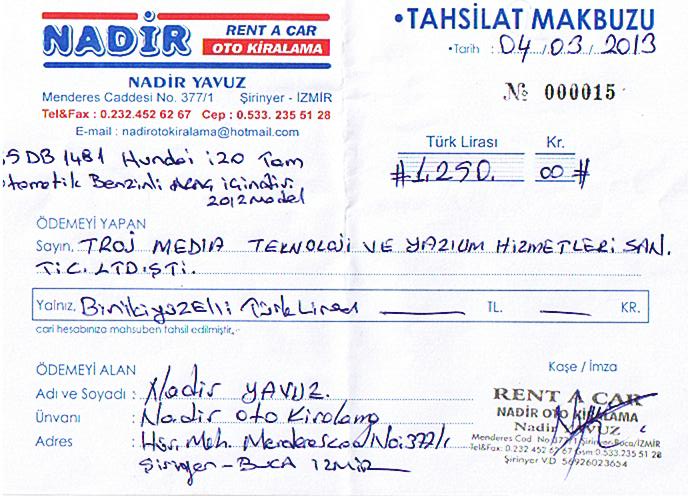 NADİR RENT A CAR
OTO KİRALAMA
NADİR YAVUZ
Menderes Caddesi No. 377/1 Şirinyer - İZMİR
Tel&Fax : 0.232.452 62 67 Cep : 0.533. 235 51 28
E-mail : nadirotokiralama@hotmail.com
• TAHSİLAT MAKBUZU
• Tarih : 04/03/2013
№ 000015
Türk Lirası Kr.
#1.250. 00 #
5 DB 1481 Hundai i20 Tam
otomatik Benzinli Araç için
2012 model
ÖDEMEYİ YAPAN
Sayın, TROJ MEDIA TEKNOLOJİ VE YAZILIM HİZMETLERİ SAN.
TİC. LTD. ŞTİ.
Yalnız, Binikiyüzelli Türk Lirası TL. KR.
cari hesabınıza mahsuben tahsil edilmiştir.
ÖDEMEYİ ALAN
Adı ve Soyadı : Nadir YAVUZ.
Ünvanı : Nadir Oto Kiralama
Adres : Hür. Mah. Menderes cad No: 377/1
Şirinyer - BUCA İZMİR
Kaşe / İmza
RENT A CAR
NADİR OTO KİRALAMA
Nadir YAVUZ
Menderes Cad. No.377/1 Şirinyer-Buca/İZMİR
Tel&Fax: 0.232 452 62 67 Gsm 0.533.235 51 28
Şirinyer V.D 56926023654